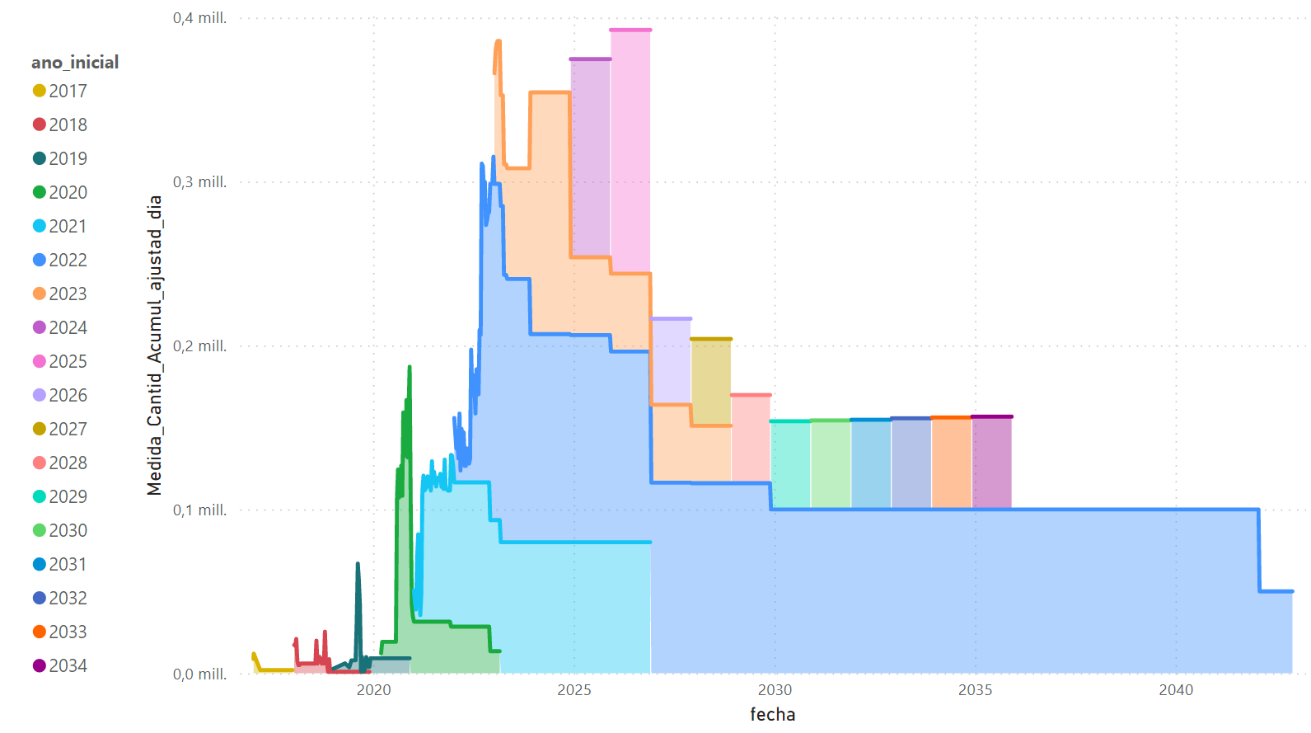 ano_inicial
2017
2018
2019
2020
2021
2022
2023
2024
2025
2026
2027
2028
2029
2030
2031
2032
2033
2034
Medida_Cantid_Acumul_ajustad_dia
0,4 mill.
0,3 mill.
0,2 mill.
0,1 mill.
0,0 mill.
2020 2025 2030 2035 2040
fecha